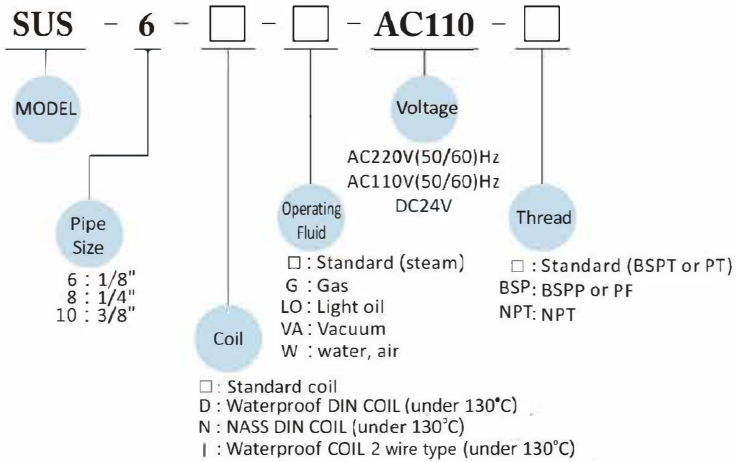 SUS - 6 - □ - □ - AC110 - □
MODEL
Voltage
AC220V(50/60)Hz
AC110V(50/60)Hz
DC24V
Pipe
Size
6 : 1/8"
8 : 1/4"
10 : 3/8"
Operating
Fluid
□ : Standard (steam)
G : Gas
LO : Light oil
VA : Vacuum
W : water, air
Thread
□ : Standard (BSPT or PT)
BSP: BSPP or PF
NPT: NPT
Coil
□ : Standard coil
D : Waterproof DIN COIL (under 130°C)
N : NASS DIN COIL (under 130°C)
| : Waterproof COIL 2 wire type (under 130°C)